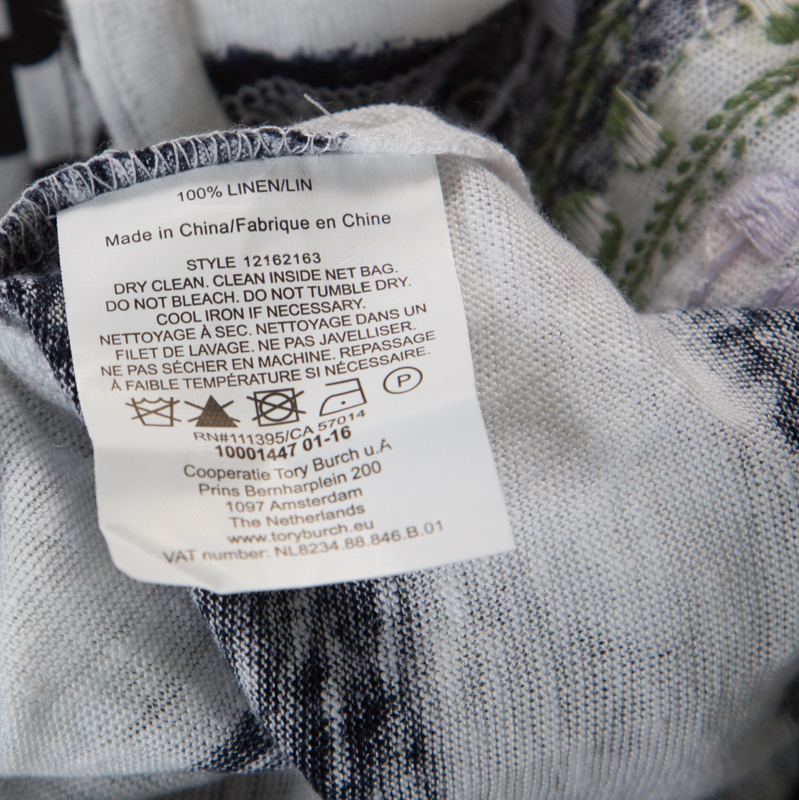 100% LINEN/LIN
Made in China/Fabrique en Chine
STYLE 12162163
DRY CLEAN. CLEAN INSIDE NET BAG.
DO NOT BLEACH. DO NOT TUMBLE DRY.
COOL IRON IF NECESSARY.
NETTOYAGE À SEC. NETTOYAGE DANS UN
FILET DE LAVAGE. NE PAS JAVELLISER.
NE PAS SÉCHER EN MACHINE. REPASSAGE
À FAIBLE TEMPÉRATURE SI NÉCESSAIRE.
P
RN#111395/CA 57014
10001447 01-16
Cooperatie Tory Burch u.A
Prins Bernharplein 200
1097 Amsterdam
The Netherlands
www.toryburch.eu
VAT number: NL8234.88.846.B.01